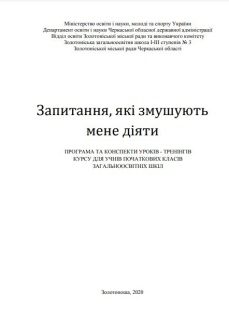 Міністерство освіти і науки, молоді та спорту України
Департамент освіти і науки Черкаської обласної державної адміністрації
Відділ освіти Золотоніської міської ради та виконавчого комітету
Золотоніська загальноосвітня школа І-ІІІ ступенів № 3
Золотоніської міської ради Черкаської області
Запитання, які змушують
мене діяти
ПРОГРАМА ТА КОНСПЕКТИ УРОКІВ - ТРЕНІНГІВ
КУРСУ ДЛЯ УЧНІВ ПОЧАТКОВИХ КЛАСІВ
ЗАГАЛЬНООСВІТНІХ ШКІЛ
Золотоноша, 2020